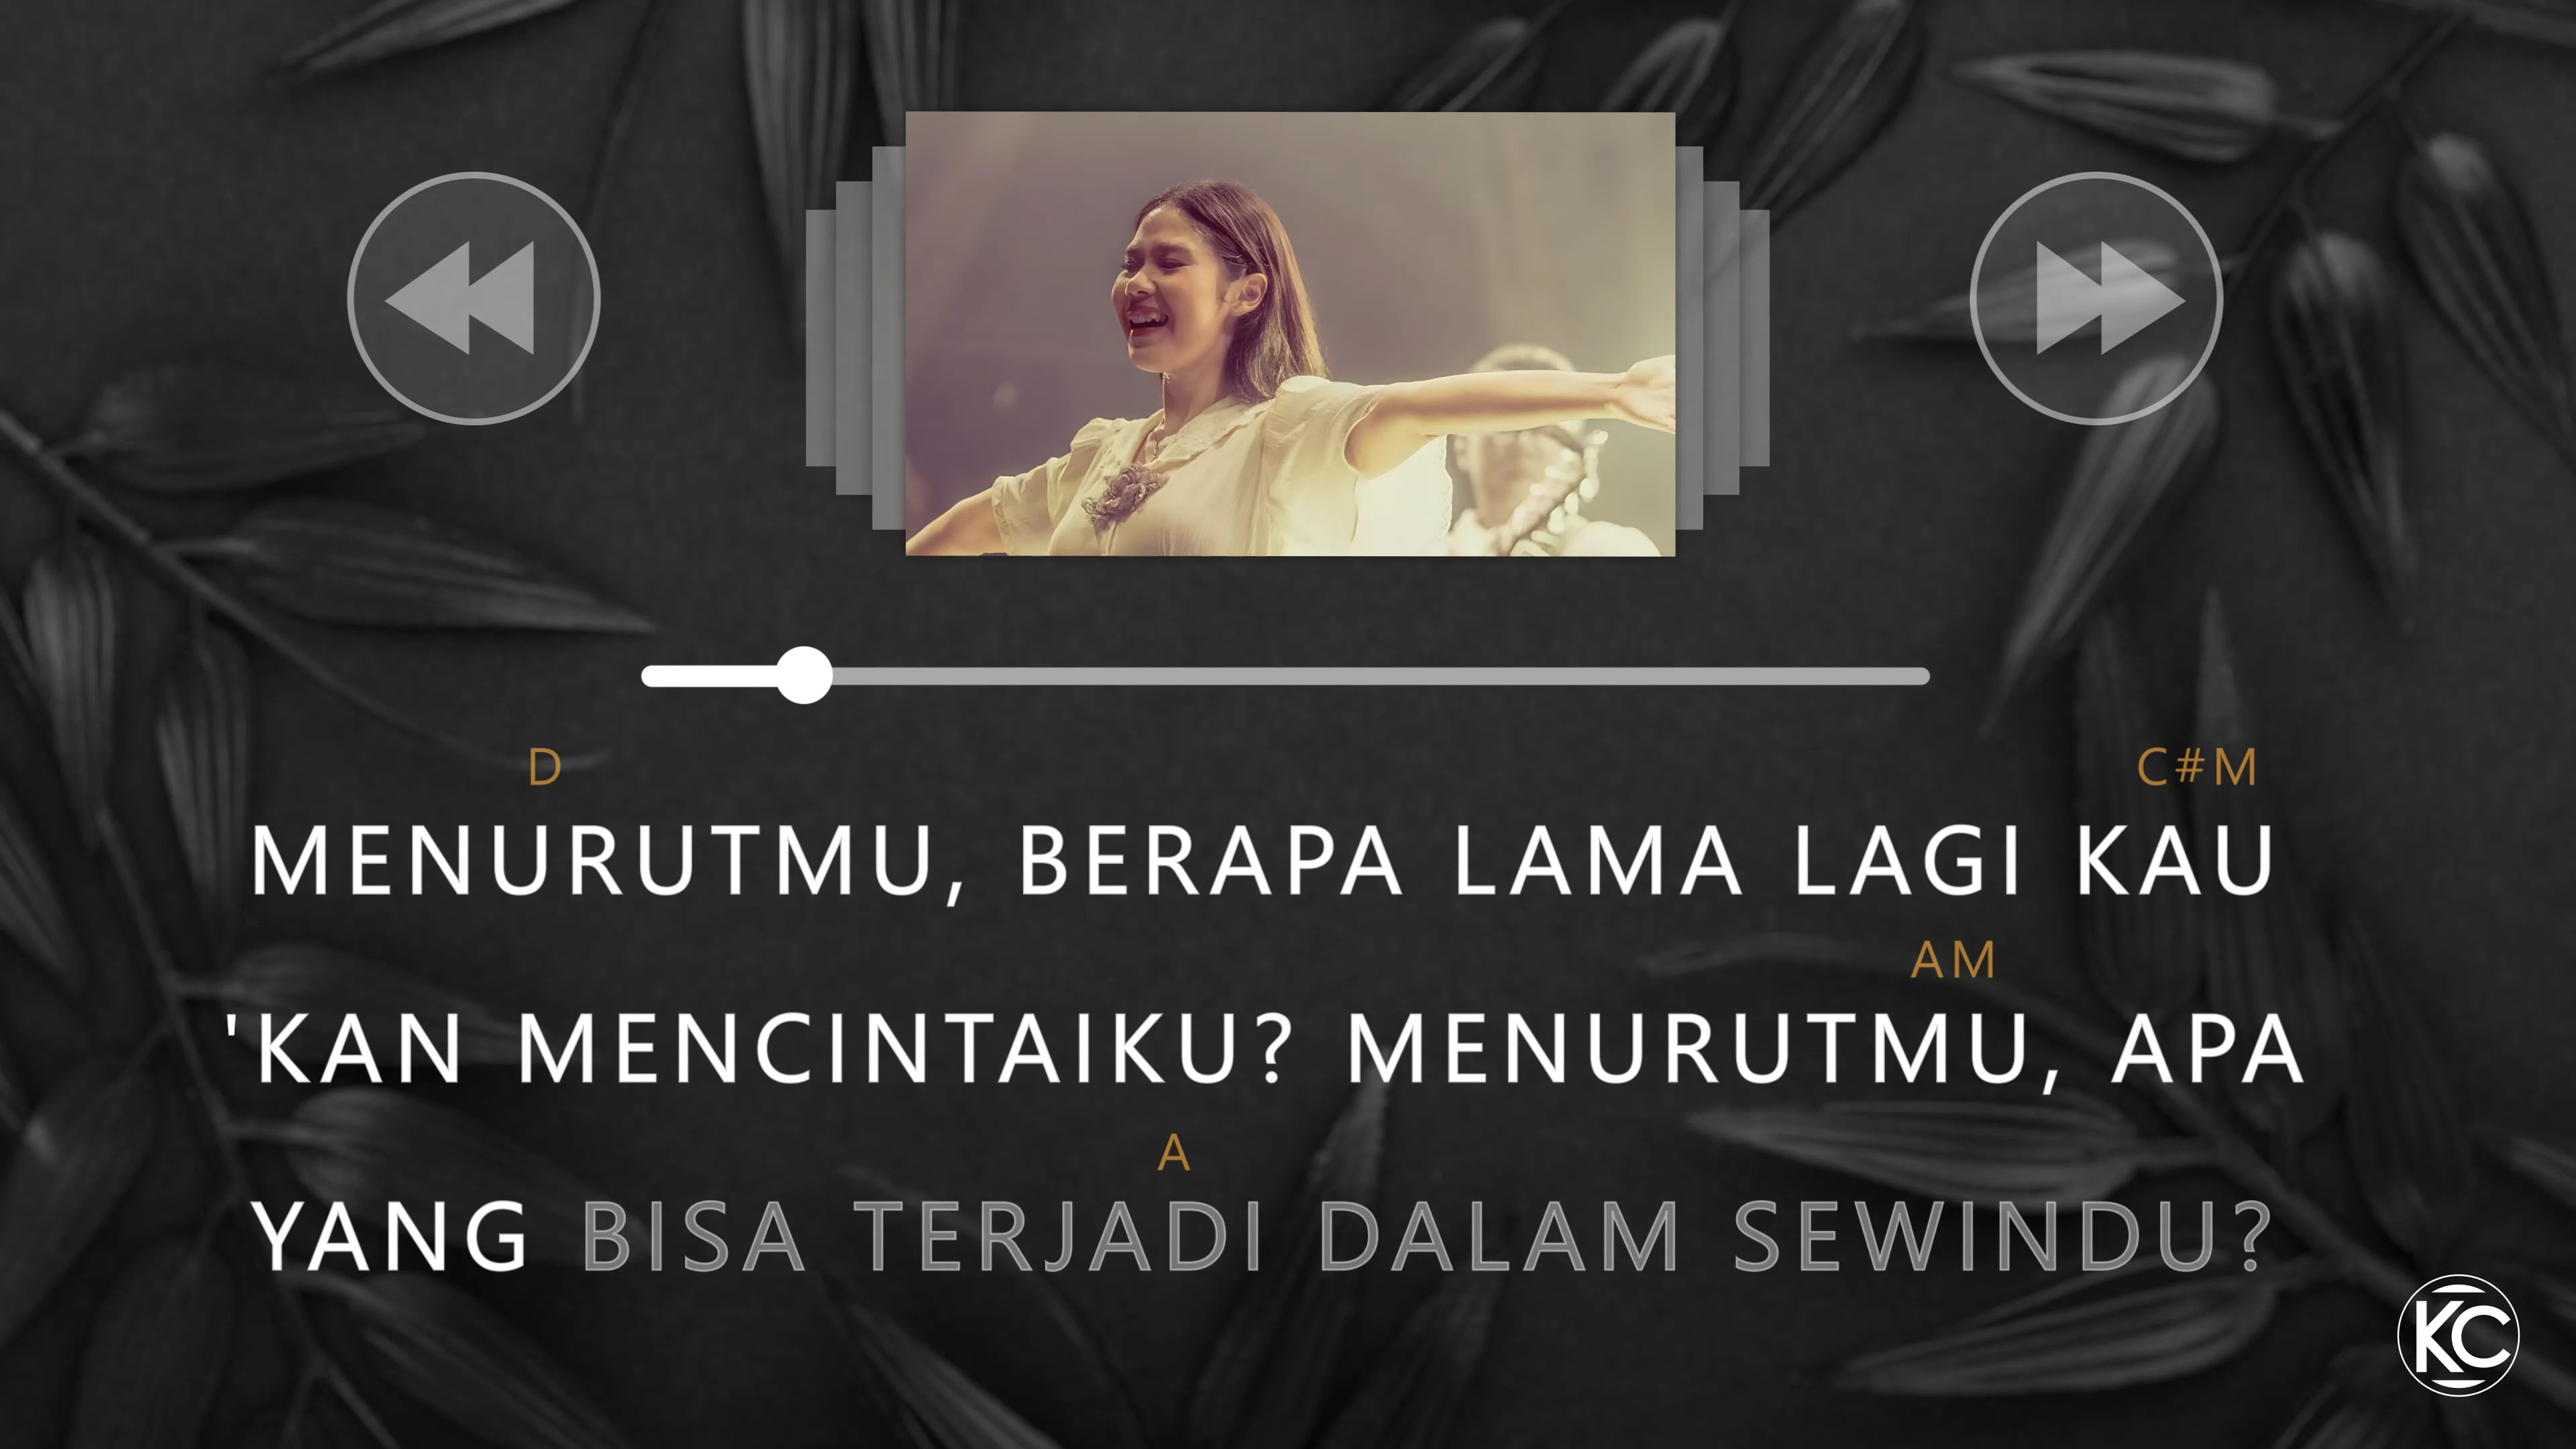 D C#M
MENURUTMU, BERAPA LAMA LAGI KAU
AM
'KAN MENCINTAIKU? MENURUTMU, APA
A
YANG BISA TERJADI DALAM SEWINDU?
KC